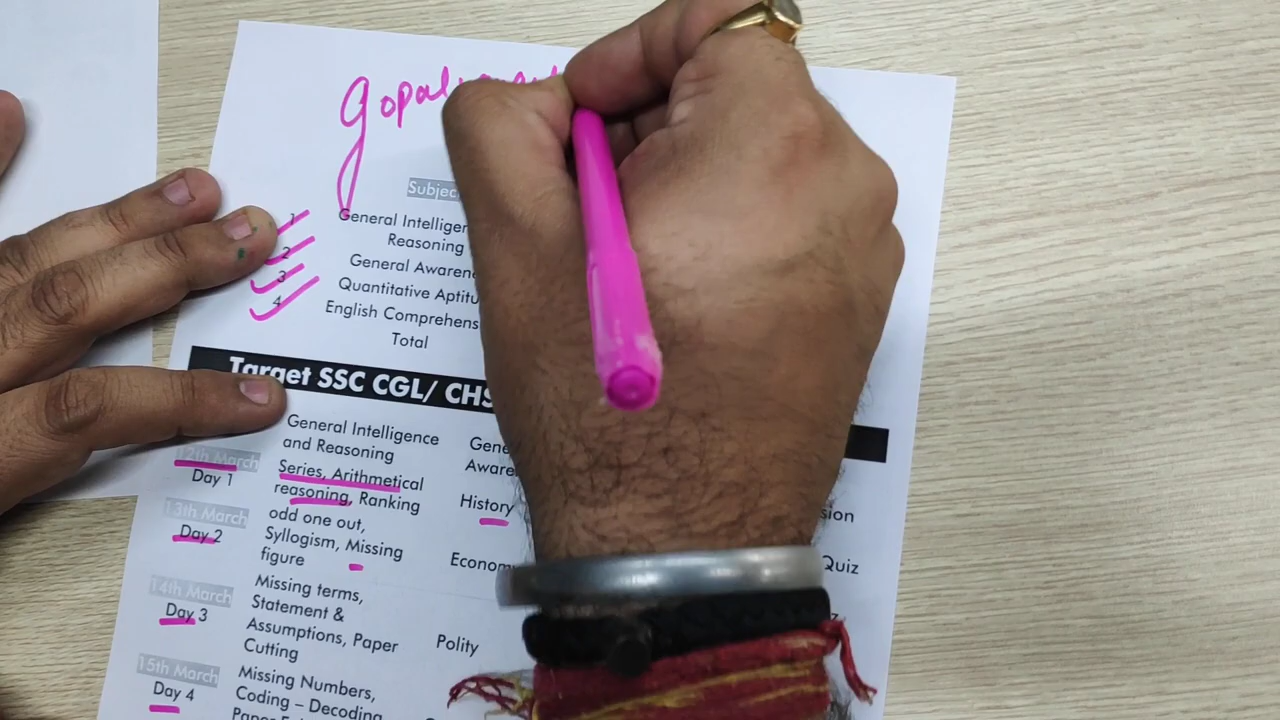 gopal
Subjec
1 General Intelliger
Reasoning
2 General Awaren
3 Quantitative Aptitu
4 English Comprehens
Total
Target SSC CGL/ CHS
General Intelligence
and Reasoning
Gene
Aware
12th March
Day 1
Series, Arithmetical
reasoning, Ranking
odd one out,
History
sion
13th March
Day 2
Syllogism, Missing
figure
Econom
Quiz
14th March
Day 3
Missing terms,
Statement &
Assumptions, Paper
Cutting
Polity
z
15th March
Day 4
Missing Numbers,
Coding – Decoding